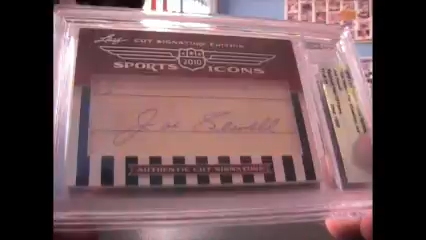 Leaf CUT SIGNATURE EDITION
SPORTS 2010 ICONS
Joe Sewell
AUTHENTIC CUT SIGNATURE